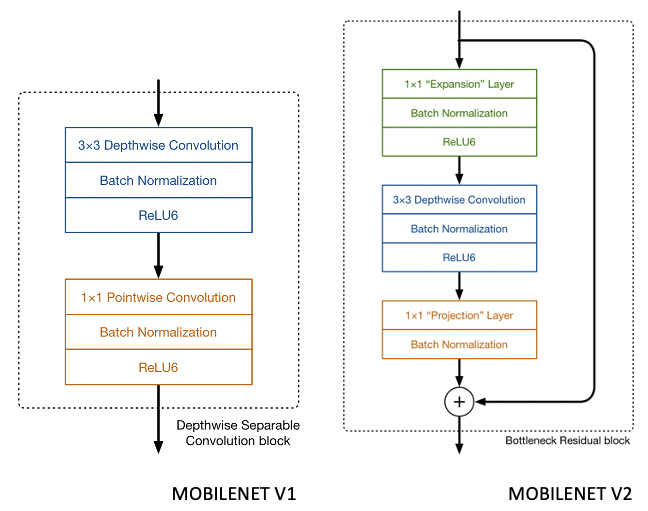 3×3 Depthwise Convolution
Batch Normalization
ReLU6
1×1 Pointwise Convolution
Batch Normalization
ReLU6
Depthwise Separable
Convolution block
MOBILENET V1
1×1 “Expansion” Layer
Batch Normalization
ReLU6
3×3 Depthwise Convolution
Batch Normalization
ReLU6
1×1 “Projection” Layer
Batch Normalization
+
Bottleneck Residual block
MOBILENET V2